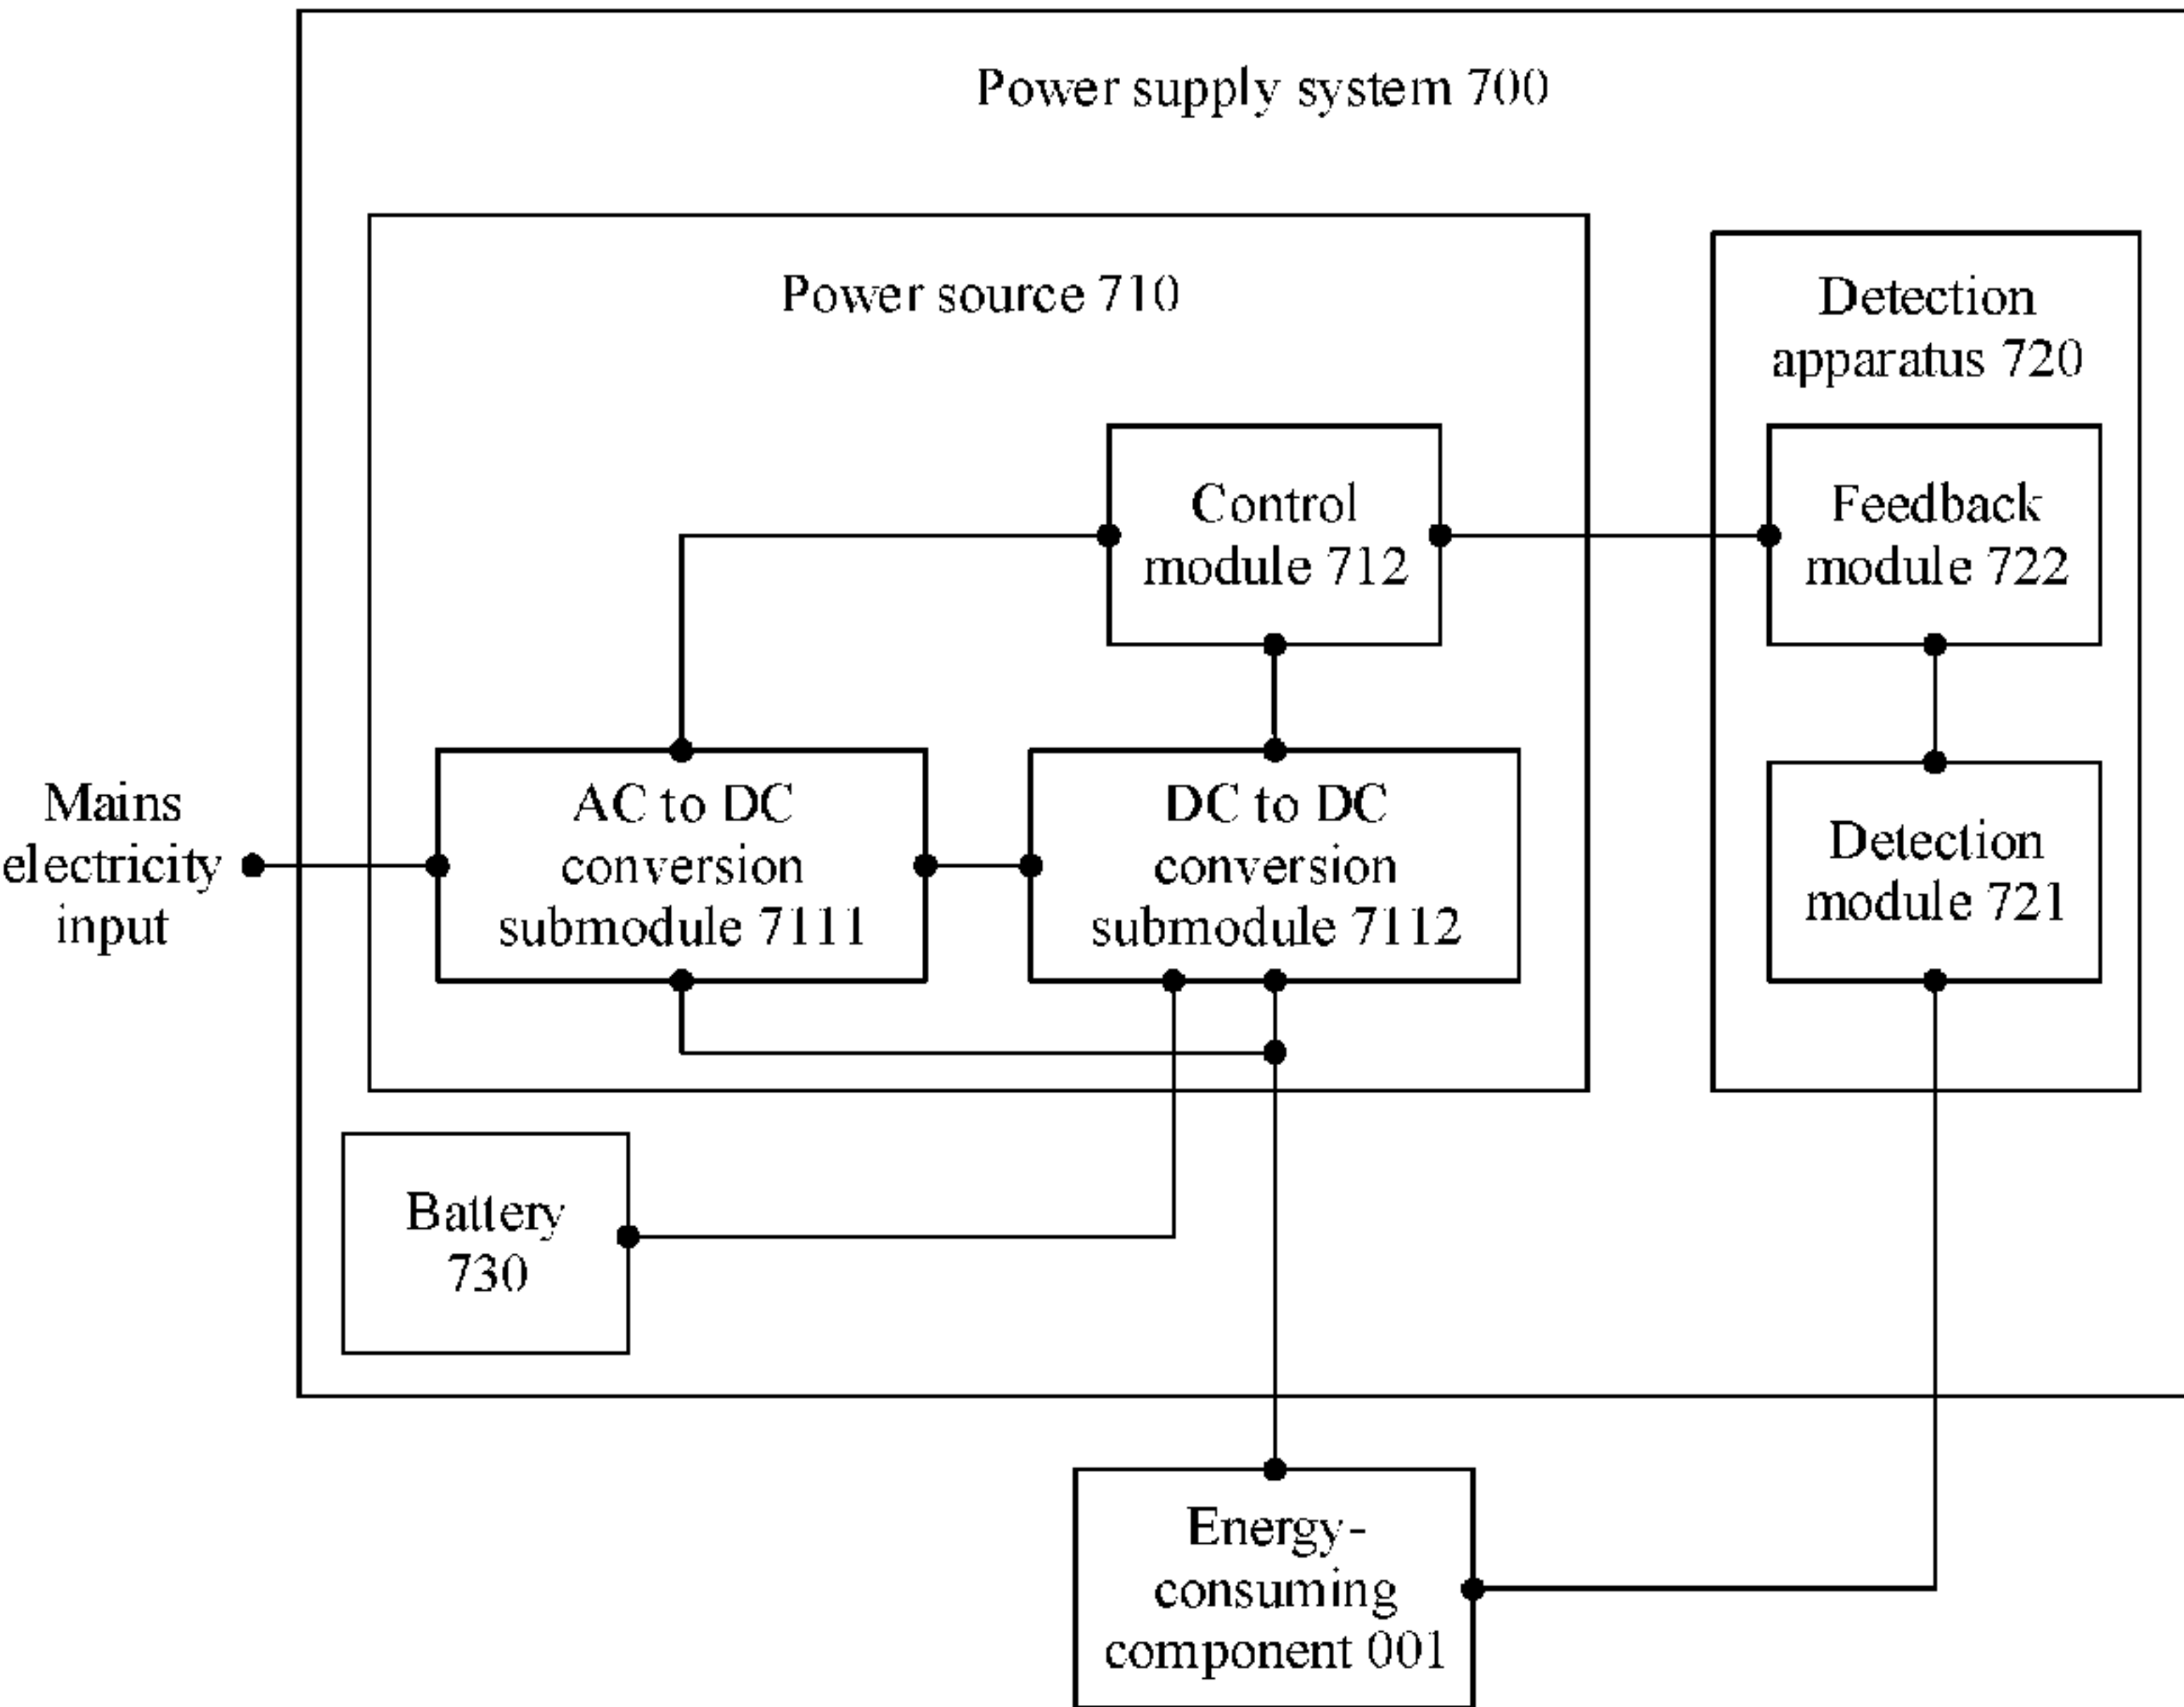 Power supply system 700
Power source 710
Detection
apparatus 720
Control
module 712
Feedback
module 722
Mains
electricity
input
AC to DC
conversion
submodule 7111
DC to DC
conversion
submodule 7112
Detection
module 721
Battery
730
Energy-
consuming
component 001